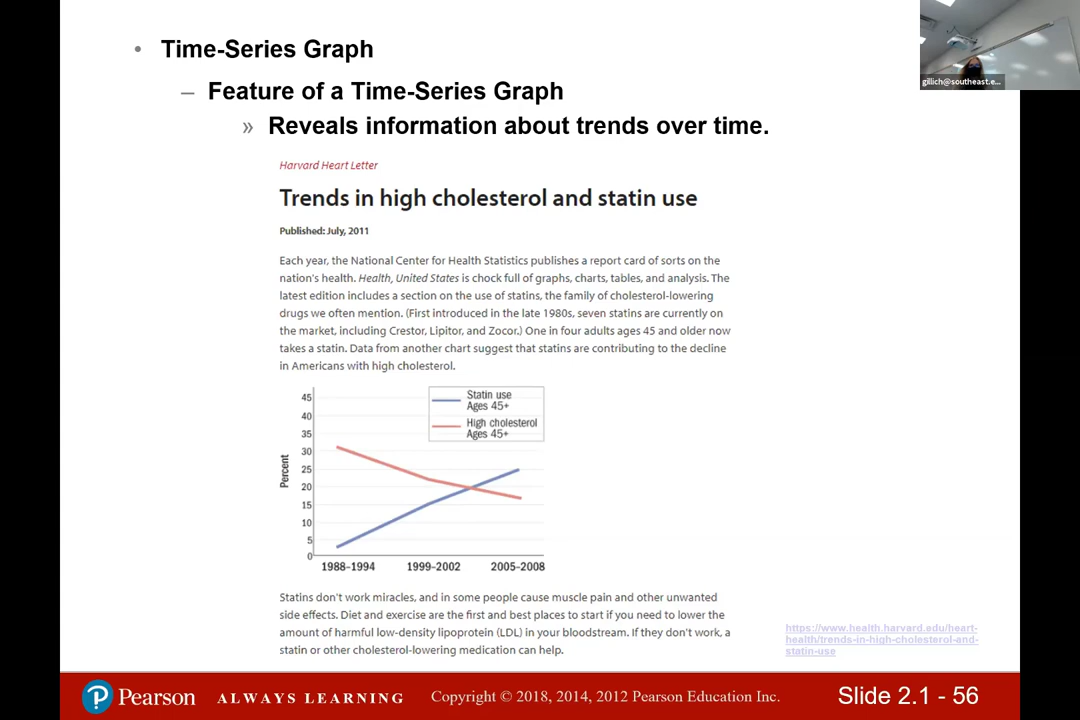 • Time-Series Graph
– Feature of a Time-Series Graph
» Reveals information about trends over time.
gillich@southeast.e...
Harvard Heart Letter
Trends in high cholesterol and statin use
Published: July, 2011
Each year, the National Center for Health Statistics publishes a report card of sorts on the
nation's health. Health, United States is chock full of graphs, charts, tables, and analysis. The
latest edition includes a section on the use of statins, the family of cholesterol-lowering
drugs we often mention. (First introduced in the late 1980s, seven statins are currently on
the market, including Crestor, Lipitor, and Zocor.) One in four adults ages 45 and older now
takes a statin. Data from another chart suggest that statins are contributing to the decline
in Americans with high cholesterol.
Statin use
Ages 45+
High cholesterol
Ages 45+
Percent
45
40
35
30
25
20
15
10
5
0
1988–1994 1999–2002 2005–2008
Statins don't work miracles, and in some people cause muscle pain and other unwanted
side effects. Diet and exercise are the first and best places to start if you need to lower the
amount of harmful low-density lipoprotein (LDL) in your bloodstream. If they don't work, a
statin or other cholesterol-lowering medication can help.
https://www.health.harvard.edu/heart-
health/trends-in-high-cholesterol-and-
statin-use
P Pearson ALWAYS LEARNING Copyright © 2018, 2014, 2012 Pearson Education Inc. Slide 2.1 - 56